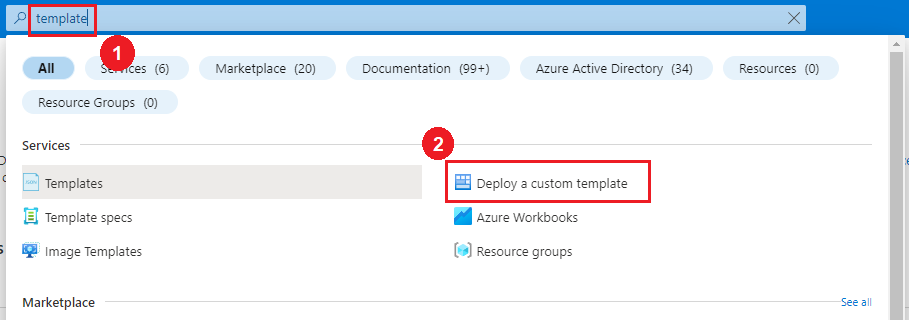 template
1
All Services (6) Marketplace (20) Documentation (99+) Azure Active Directory (34) Resources (0)
Resource Groups (0)
2
Services
Templates Deploy a custom template
Template specs Azure Workbooks
Image Templates Resource groups
Marketplace See all